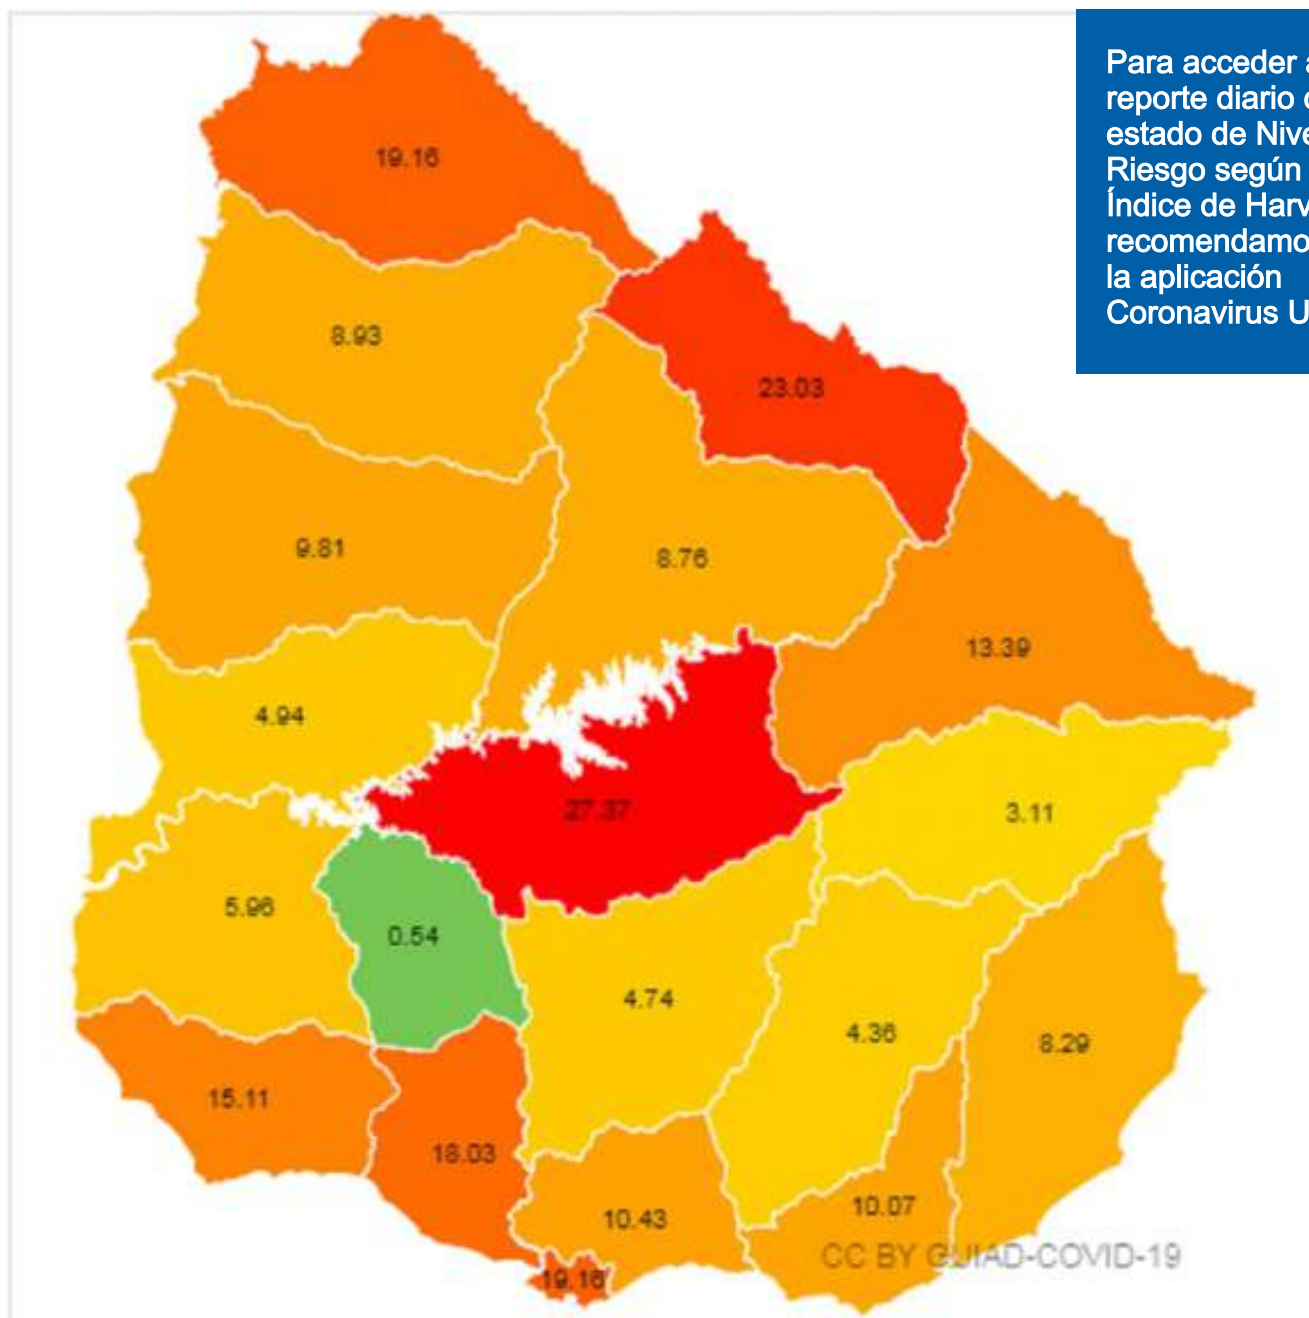 Para acceder a
reporte diario
estado de Nive
Riesgo según
Índice de Harv
recomendamo
la aplicación
Coronavirus U
19.16
8.93
23.03
9.81
8.76
13.39
4.94
27.37
3.11
5.96
0.54
4.74
4.36
8.29
15.11
18.03
10.43
10.07
CC BY GUIAD-COVID-19
19.16